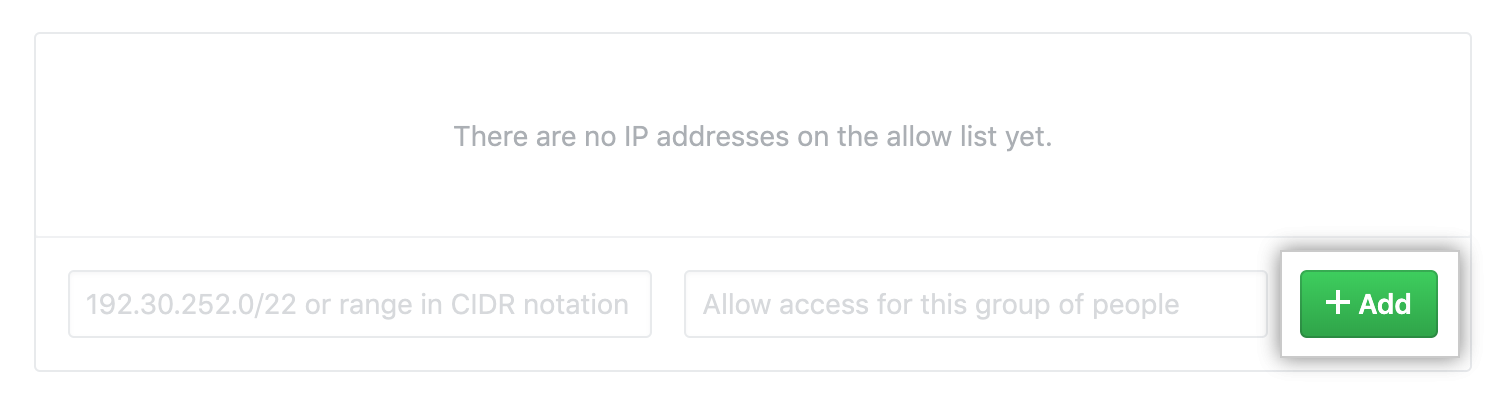 There are no IP addresses on the allow list yet.
192.30.252.0/22 or range in CIDR notation
Allow access for this group of people
+ Add